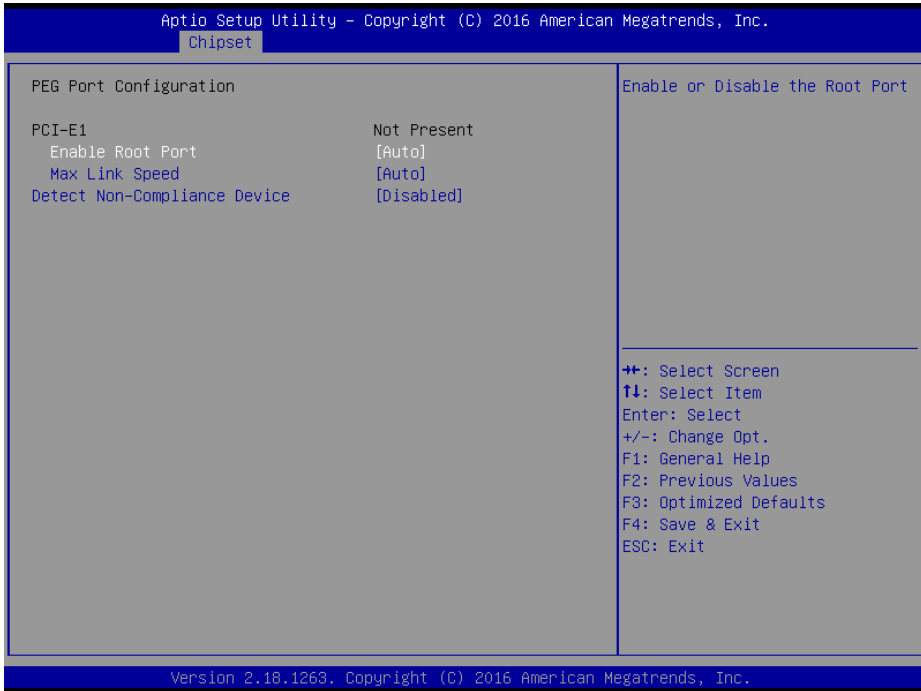 Aptio Setup Utility – Copyright (C) 2016 American Megatrends, Inc.
Chipset
PEG Port Configuration
PCI-E1 Not Present
Enable Root Port [Auto]
Max Link Speed [Auto]
Detect Non-Compliance Device [Disabled]
Enable or Disable the Root Port
→←: Select Screen
↑↓: Select Item
Enter: Select
+/-: Change Opt.
F1: General Help
F2: Previous Values
F3: Optimized Defaults
F4: Save & Exit
ESC: Exit
Version 2.18.1263. Copyright (C) 2016 American Megatrends, Inc.